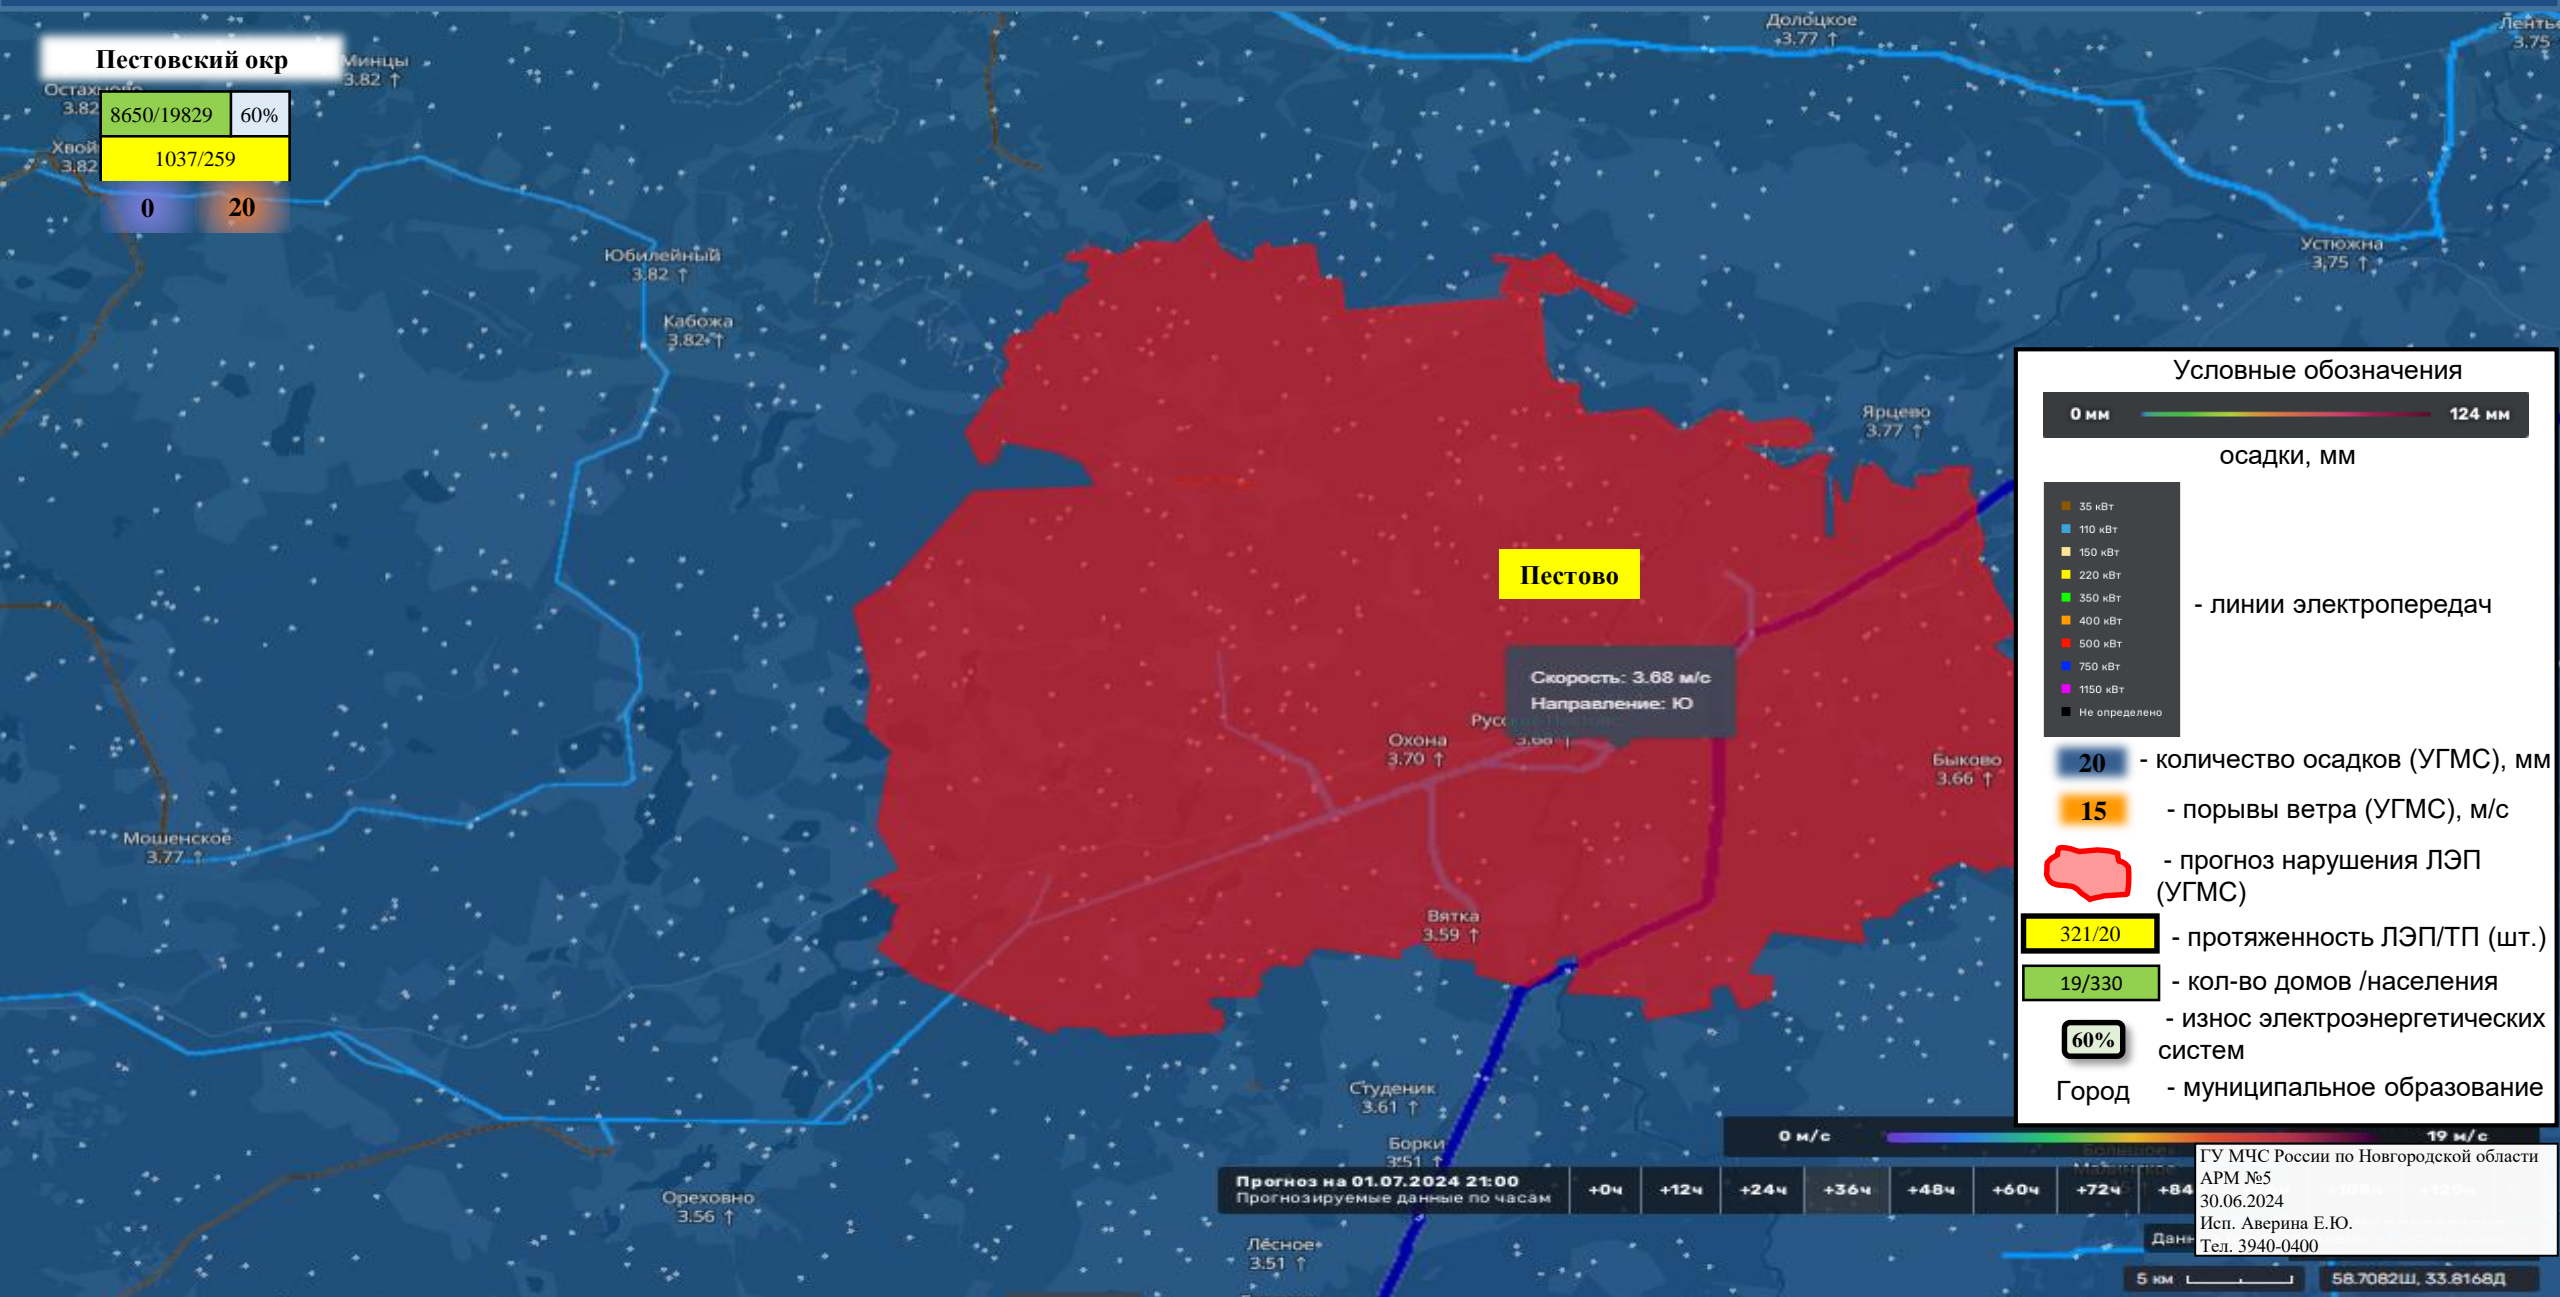 Долоцкое
3.77 ↑
3.75
Пестовский окр
Минцы
3.82 ↑
3.82
8650/19829
60%
1037/259
3.82
0
20
Юбилейный
3.82 ↑
Кабожа
3.82 ↑
Устюжна
3.75 ↑
Ярцево
3.77 ↑
Пестово
Скорость: 3.68 м/с
Направление: Ю
Охона
3.70 ↑
Быково
3.66 ↑
Мошенское
3.77 ↑
Вятка
3.59 ↑
Студеник
3.61 ↑
Борки
3.51 ↑
Ореховно
3.56 ↑
Лесное
3.51 ↑
Условные обозначения
0 мм
124 мм
осадки, мм
35 кВт
110 кВт
150 кВт
220 кВт
350 кВт
400 кВт
500 кВт
750 кВт
1150 кВт
Не определено
- линии электропередач
20 - количество осадков (УГМС), мм
15 - порывы ветра (УГМС), м/с
- прогноз нарушения ЛЭП
(УГМС)
321/20 - протяженность ЛЭП/ТП (шт.)
19/330 - кол-во домов /населения
- износ электроэнергетических
60%
систем
Город - муниципальное образование
0 м/с
19 м/с
Прогноз на 01.07.2024 21:00
Прогнозируемые данные по часам
+0ч +12ч +24ч +36ч +48ч +60ч +72ч +84
ГУ МЧС России по Новгородской области
АРМ №5
30.06.2024
Исп. Аверина Е.Ю.
Тел. 3940-0400
5 км
58.7082Ш, 33.8168Д